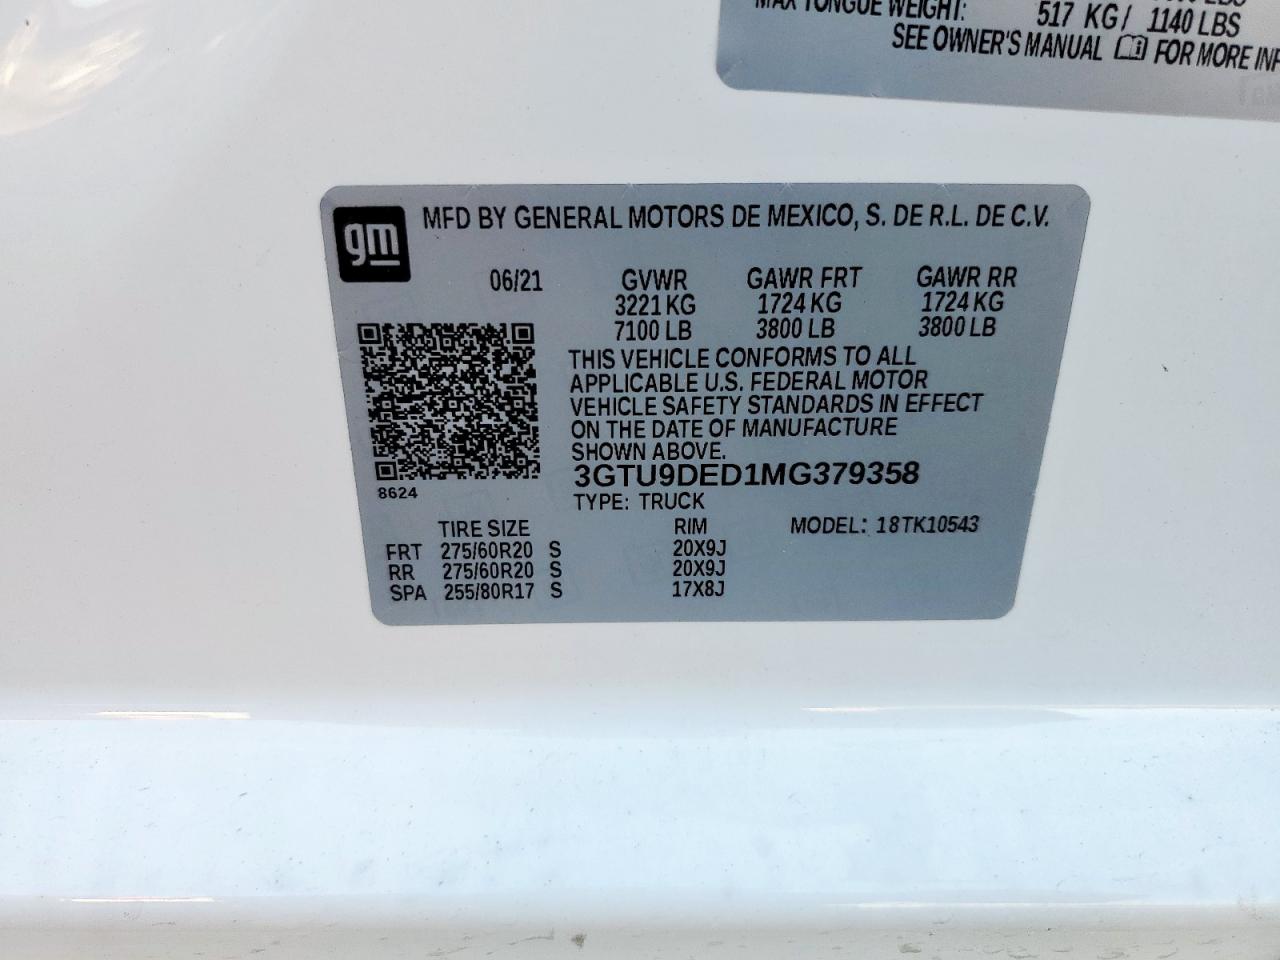 MAX TONGUE WEIGHT: 517 KG/ 1140 LBS
SEE OWNER'S MANUAL FOR MORE
gm
MFD BY GENERAL MOTORS DE MEXICO, S. DE R.L. DE C.V.
06/21 GVWR GAWR FRT GAWR RR
3221 KG 1724 KG 1724 KG
7100 LB 3800 LB 3800 LB
THIS VEHICLE CONFORMS TO ALL
APPLICABLE U.S. FEDERAL MOTOR
VEHICLE SAFETY STANDARDS IN EFFECT
ON THE DATE OF MANUFACTURE
SHOWN ABOVE.
3GTU9DED1MG379358
8624
TYPE: TRUCK
TIRE SIZE RIM MODEL: 18TK10543
FRT 275/60R20 S 20X9J
RR 275/60R20 S 20X9J
SPA 255/80R17 S 17X8J